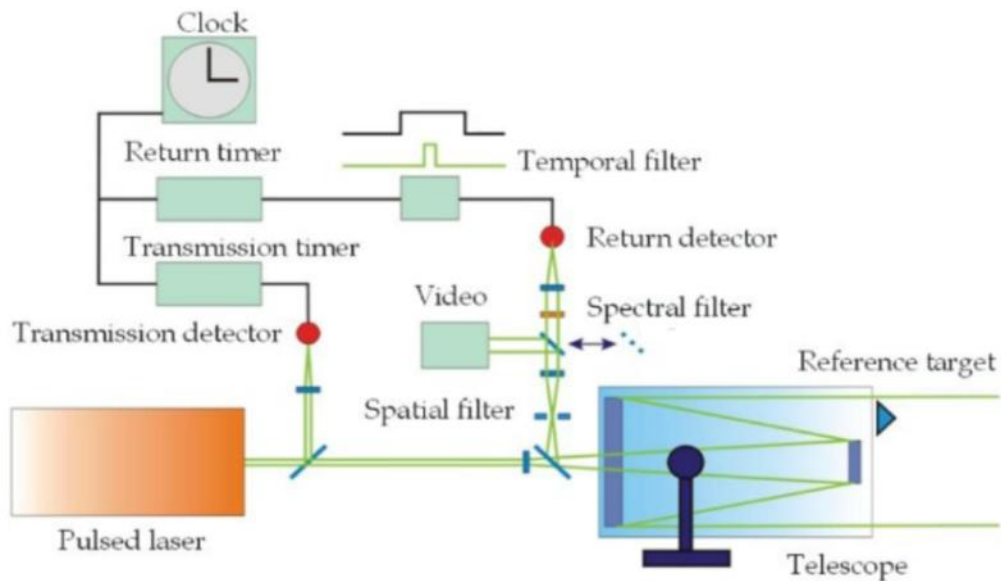 Clock
Return timer
Temporal filter
Transmission timer
Return detector
Video
Spectral filter
Transmission detector
Reference target
Spatial filter
Pulsed laser
Telescope